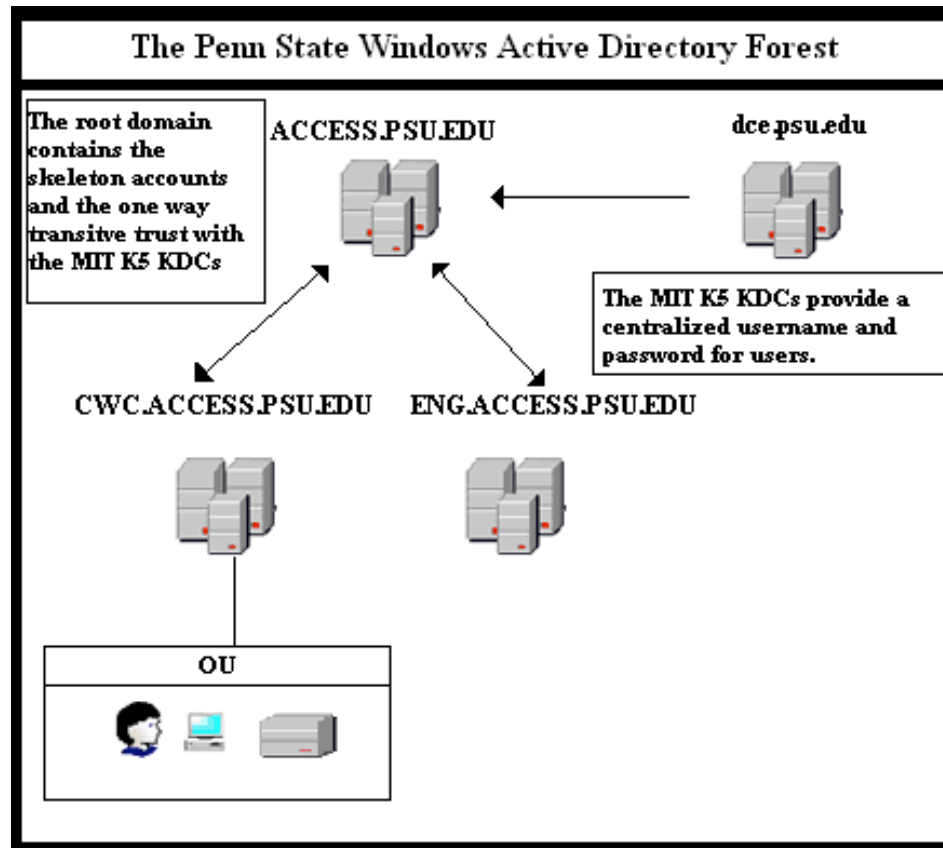 The Penn State Windows Active Directory Forest
The root domain
contains the
skeleton accounts
and the one way
transitve trust with
the MIT K5 KDCs
ACCESS.PSU.EDU
dce.psu.edu
The MIT K5 KDCs provide a
centralized username and
password for users.
CWC.ACCESS.PSU.EDU
ENG.ACCESS.PSU.EDU
OU